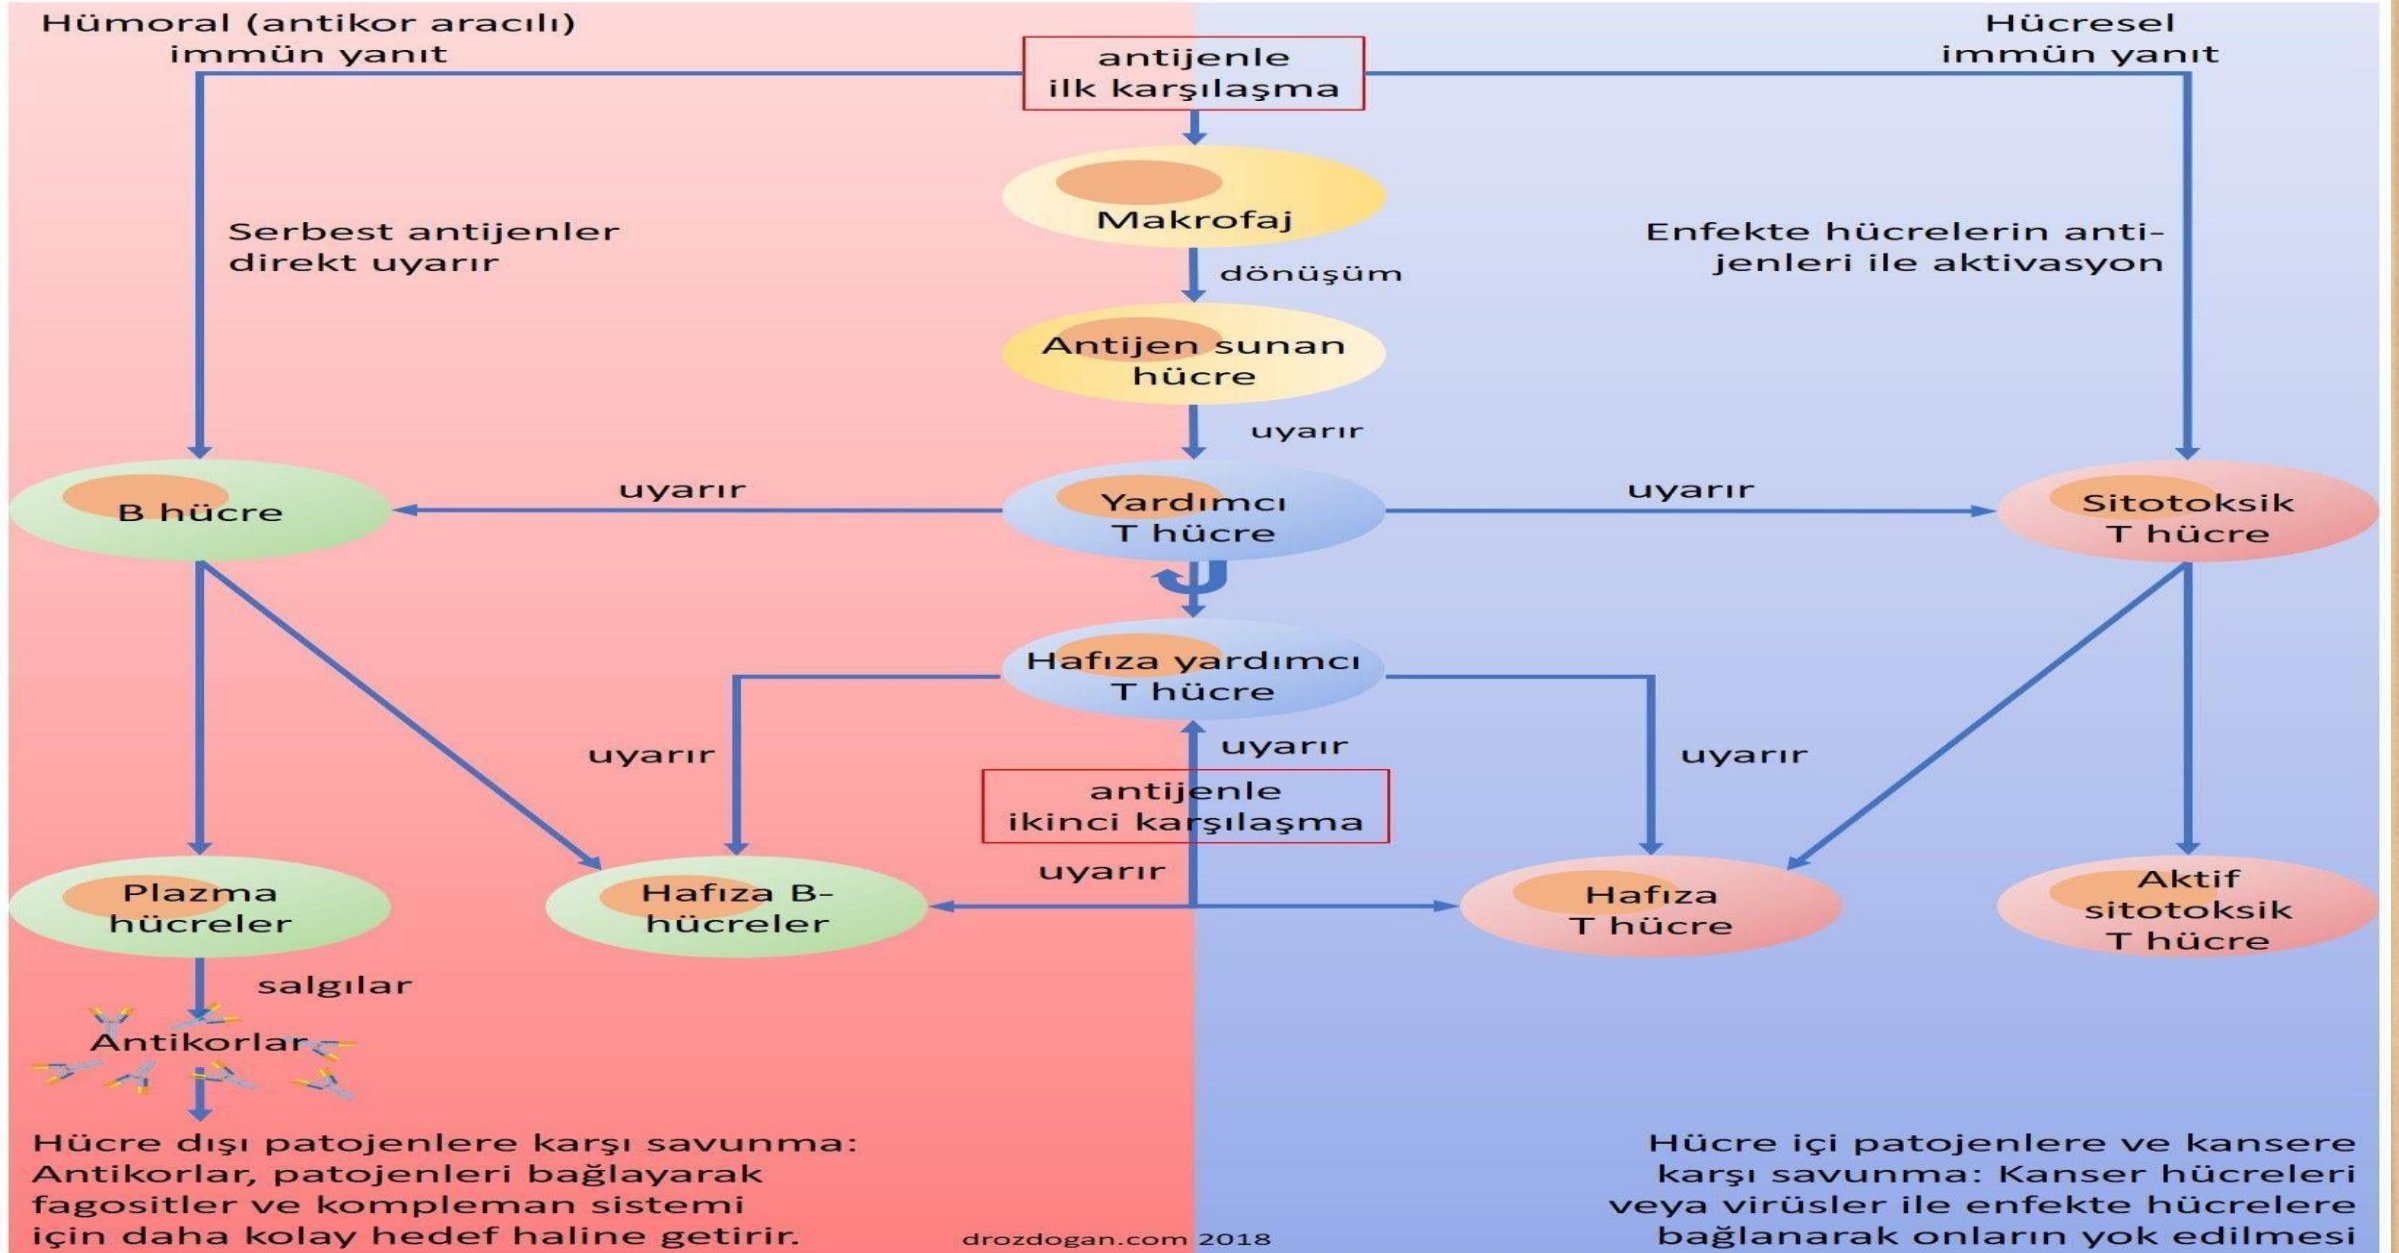 Hümoral (antikor aracılı)
immün yanıt
antijenle
ilk karşılaşma
Hücresel
immün yanıt
Makrofaj
Serbest antijenler
direkt uyarır
Enfekte hücrelerin anti-
jenleri ile aktivasyon
dönüşüm
Antijen sunan
hücre
uyarır
B hücre
uyarır
Yardımcı
T hücre
uyarır
Sitotoksik
T hücre
Hafıza yardımcı
T hücre
uyarır
uyarır
uyarır
antijenle
ikinci karşılaşma
uyarır
Plazma
hücreler
Hafıza B-
hücreler
Hafıza
T hücre
Aktif
sitotoksik
T hücre
salgılar
Antikorlar
Hücre dışı patojenlere karşı savunma:
Antikorlar, patojenleri bağlayarak
fagositler ve kompleman sistemi
için daha kolay hedef haline getirir.
drozdogan.com 2018
Hücre içi patojenlere ve kansere
karşı savunma: Kanser hücreleri
veya virüsler ile enfekte hücrelere
bağlanarak onların yok edilmesi